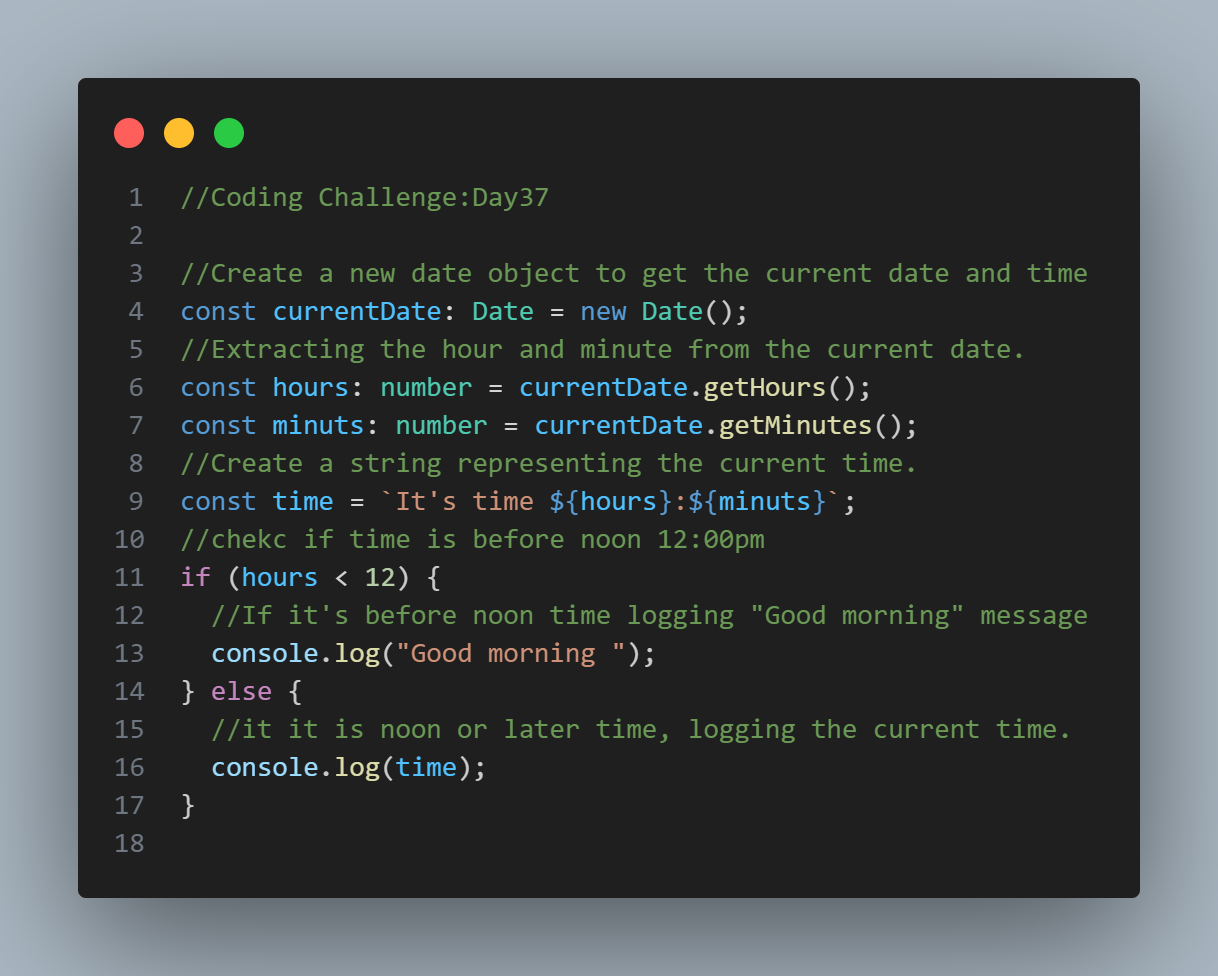 1 //Coding Challenge:Day37
2
3 //Create a new date object to get the current date and time
4 const currentDate: Date = new Date();
5 //Extracting the hour and minute from the current date.
6 const hours: number = currentDate.getHours();
7 const minuts: number = currentDate.getMinutes();
8 //Create a string representing the current time.
9 const time = `It's time ${hours}:${minuts}`;
10 //chekc if time is before noon 12:00pm
11 if (hours < 12) {
12   //If it's before noon time logging "Good morning" message
13   console.log("Good morning ");
14 } else {
15   //it it is noon or later time, logging the current time.
16   console.log(time);
17 }
18